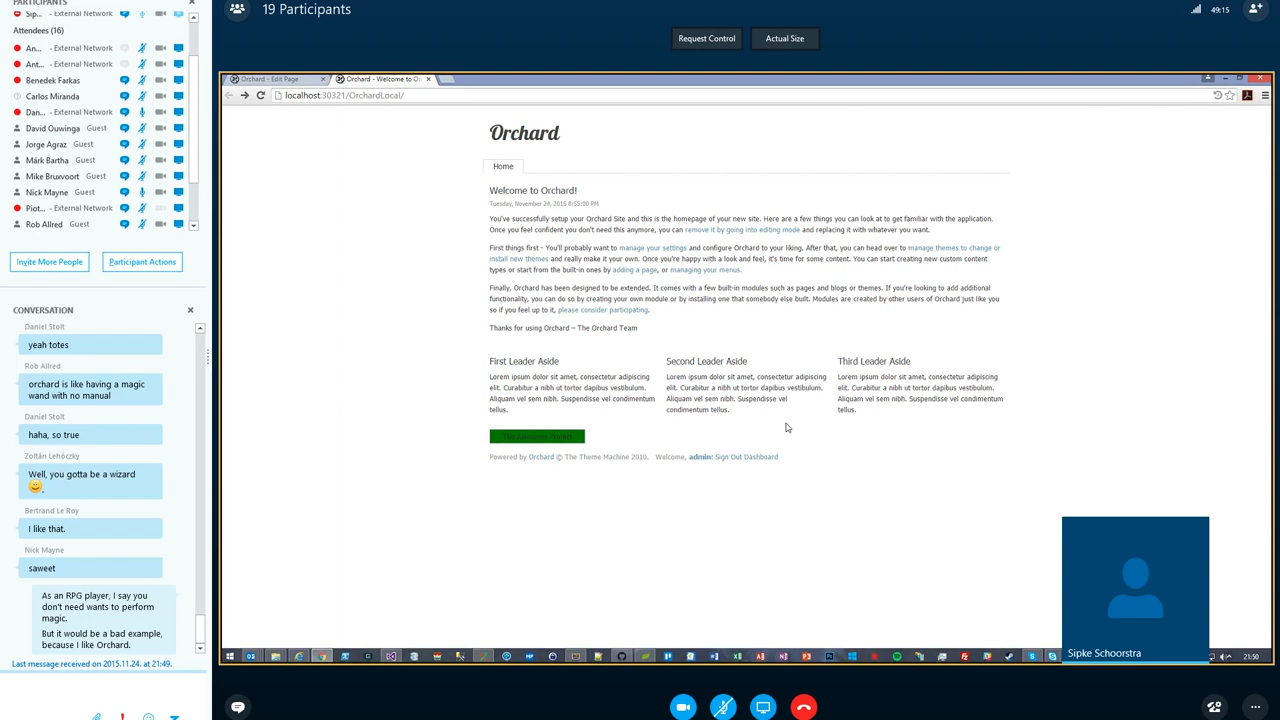 PARTICIPANTS
Sip... - External Network
Attendees (16)
An... - External Network
Ant... - External Network
Benedek Farkas
Carlos Miranda
Dan... - External Network
David Ouwinga Guest
Jorge Agraz Guest
Márk Bartha Guest
Mike Bruxvoort Guest
Nick Mayne Guest
Piot... - External Network
Rob Allred Guest
Invite More People
Participant Actions
CONVERSATION
Daniel Stolt
yeah totes
Rob Allred
orchard is like having a magic
wand with no manual
Daniel Stolt
haha, so true
Zoltán Lehóczky
Well, you gotta be a wizard
.
Bertrand Le Roy
I like that.
Nick Mayne
saweet
As an RPG player, I say you
don't need wants to perform
magic.
But it would be a bad example,
because I like Orchard.
Last message received on 2015.11.24. at 21:49.
19 Participants
49:15
Request Control
Actual Size
Orchard - Edit Page
Orchard - Welcome to Or
localhost:30321/OrchardLocal/
Orchard
Home
Welcome to Orchard!
Tuesday, November 24, 2015 8:55:00 PM
You've successfully setup your Orchard Site and this is the homepage of your new site. Here are a few things you can look at to get familiar with the application.
Once you feel confident you don't need this anymore, you can remove it by going into editing mode and replacing it with whatever you want.
First things first - You'll probably want to manage your settings and configure Orchard to your liking. After that, you can head over to manage themes to change or
install new themes and really make it your own. Once you're happy with a look and feel, it's time for some content. You can start creating new custom content
types or start from the built-in ones by adding a page, or managing your menus.
Finally, Orchard has been designed to be extended. It comes with a few built-in modules such as pages and blogs or themes. If you're looking to add additional
functionality, you can do so by creating your own module or by installing one that somebody else built. Modules are created by other users of Orchard just like you
so if you feel up to it, please consider participating.
Thanks for using Orchard – The Orchard Team
First Leader Aside
Lorem ipsum dolor sit amet, consectetur adipiscing
elit. Curabitur a nibh ut tortor dapibus vestibulum.
Aliquam vel sem nibh. Suspendisse vel condimentum
tellus.
Second Leader Aside
Lorem ipsum dolor sit amet, consectetur adipiscing
elit. Curabitur a nibh ut tortor dapibus vestibulum.
Aliquam vel sem nibh. Suspendisse vel
condimentum tellus.
Third Leader Aside
Lorem ipsum dolor sit amet, consectetur adipiscing
elit. Curabitur a nibh ut tortor dapibus vestibulum.
Aliquam vel sem nibh. Suspendisse vel condimentum
tellus.
Powered by Orchard © The Theme Machine 2010. Welcome, admin! Sign Out Dashboard
Sipke Schoorstra
21:50